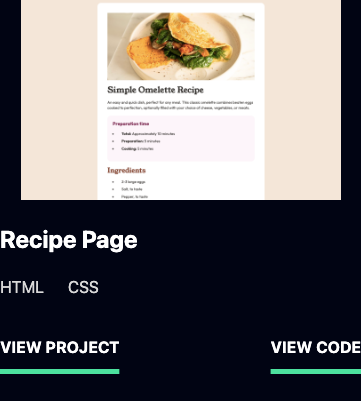 Simple Omelette Recipe
An easy and quick dish, perfect for any meal. This classic omelette combines beaten eggs
cooked to perfection, optionally filled with your choice of cheese, vegetables, or meats.
Preparation time
Total: Approximately 10 minutes
Preparation: 5 minutes
Cooking: 5 minutes
Ingredients
2-3 large eggs
Salt, to taste
Pepper, to taste
Recipe Page
HTML CSS
VIEW PROJECT VIEW CODE